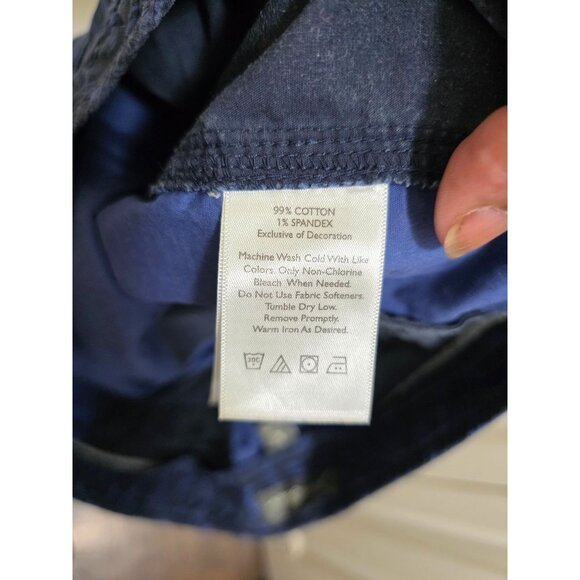 99% COTTON
1% SPANDEX
Exclusive of Decoration
Machine Wash Cold With Like
Colors. Only Non-Chlorine
Bleach When Needed.
Do Not Use Fabric Softeners.
Tumble Dry Low.
Remove Promptly.
Warm Iron As Desired.
30C